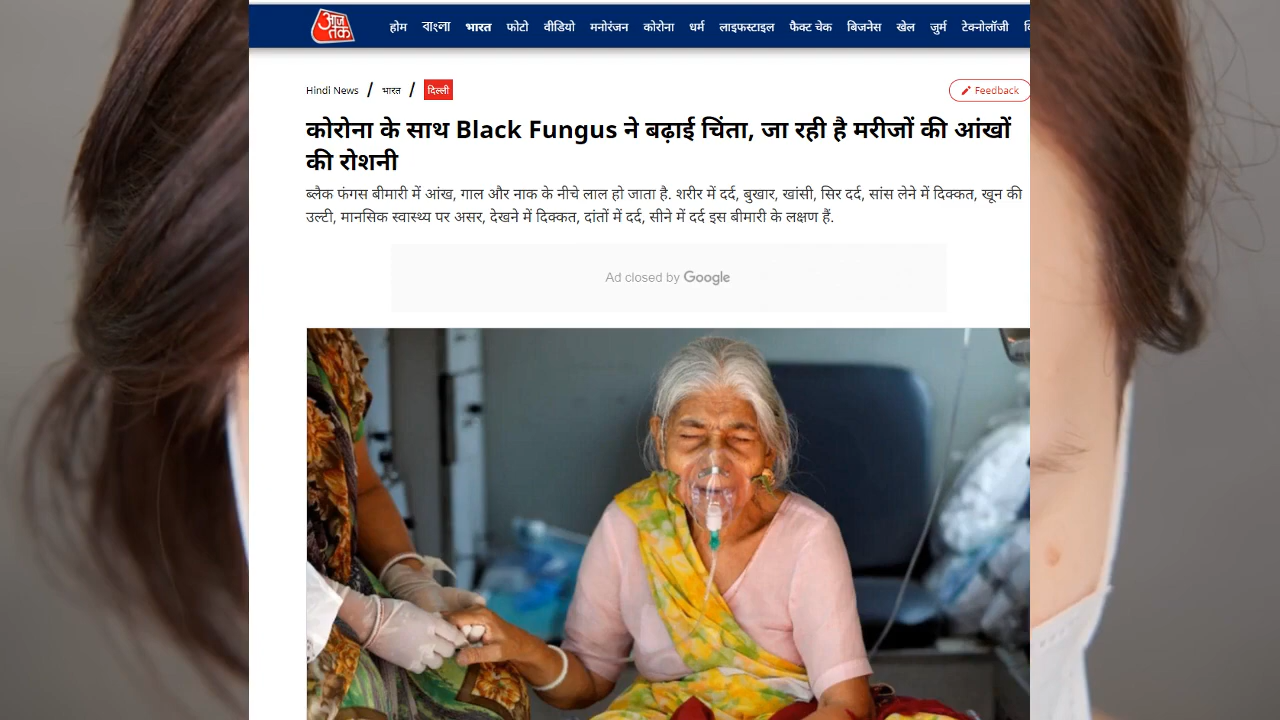 आज तक
होम বাংলা भारत फोटो वीडियो मनोरंजन कोरोना धर्म लाइफस्टाइल फैक्ट चेक बिजनेस खेल जुर्म टेक्नोलॉजी
Hindi News / भारत / दिल्ली
Feedback
कोरोना के साथ Black Fungus ने बढ़ाई चिंता, जा रही है मरीजों की आंखों
की रोशनी
ब्लैक फंगस बीमारी में आंख, गाल और नाक के नीचे लाल हो जाता है. शरीर में दर्द, बुखार, खांसी, सिर दर्द, सांस लेने में दिक्कत, खून की
उल्टी, मानसिक स्वास्थ्य पर असर, देखने में दिक्कत, दांतों में दर्द, सीने में दर्द इस बीमारी के लक्षण हैं.
Ad closed by Google